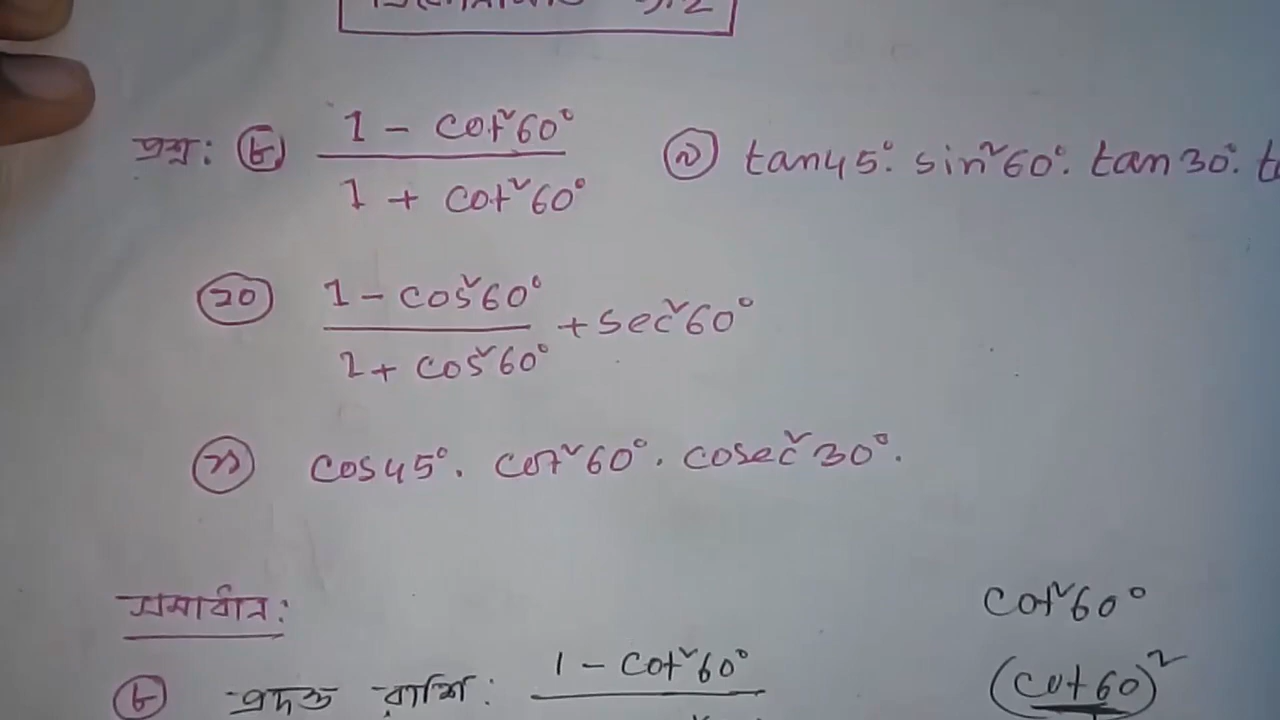 প্রশ্ন: ৮ (1 - cot²60°)/(1 + cot²60°) ৯ tan45°. sin²60°. tan30°.
১০ (1 - cos²60°)/(1 + cos²60°) + sec²60°
১১ cos45°. cot²60°. cosec²30°.
সমাধান:
cot²60°
৮ প্রদত্ত রাশি: 1 - cot²60°
(cot60)²